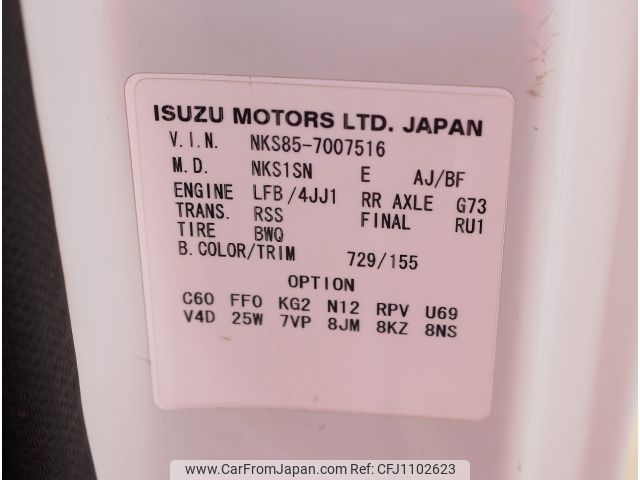 ISUZU MOTORS LTD. JAPAN
V.I.N. NKS85-7007516
M.D. NKS1SN E AJ/BF
ENGINE LFB/4JJ1 RR AXLE G73
TRANS. RSS FINAL RU1
TIRE BWQ
B.COLOR/TRIM 729/155
OPTION
C60 FF0 KG2 N12 RPV U69
V4D 25W 7VP 8JM 8KZ 8NS
www.CarFromJapan.com - CFJ1102623